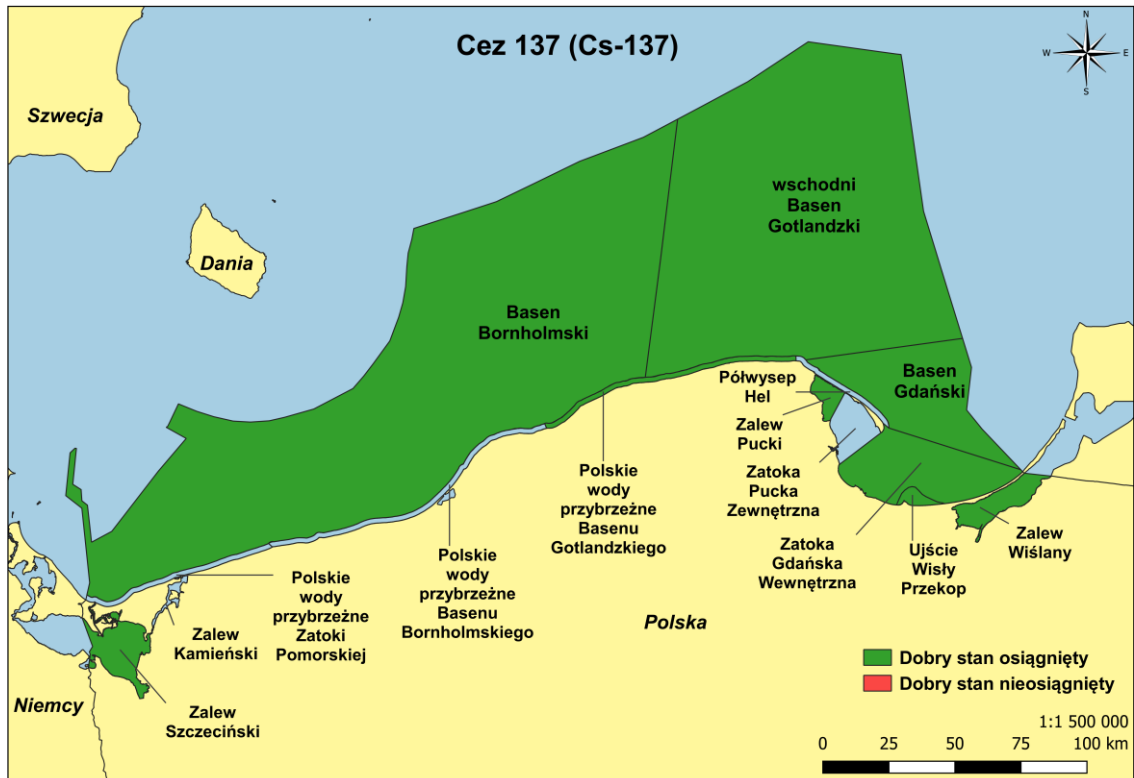 Cez 137 (Cs-137)
N
W
E
S
Szwecja
Dania
wschodni
Basen
Gotlandzki
Basen
Bornholmski
Basen
Gdański
Półwysep
Hel
Zalew
Pucki
Zatoka
Pucka
Zewnętrzna
Polskie
wody
przybrzeżne
Basenu
Gotlandzkiego
Zatoka
Gdańska
Wewnętrzna
Ujście
Wisły
Przekop
Zalew
Wiślany
Polskie
wody
przybrzeżne
Basenu
Bornholmskiego
Polskie
wody
przybrzeżne
Zatoki
Pomorskiej
Zalew
Kamieński
Polska
Niemcy
Zalew
Szczeciński
Dobry stan osiągnięty
Dobry stan nieosiągnięty
1:1 500 000
0 25 50 75 100 km